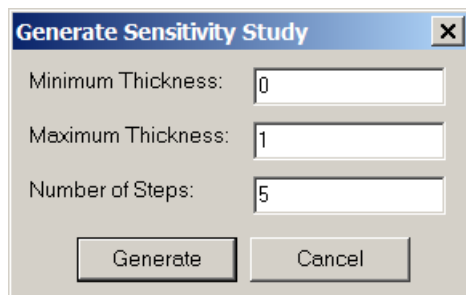 Generate Sensitivity Study
Minimum Thickness: 0
Maximum Thickness: 1
Number of Steps: 5
Generate Cancel